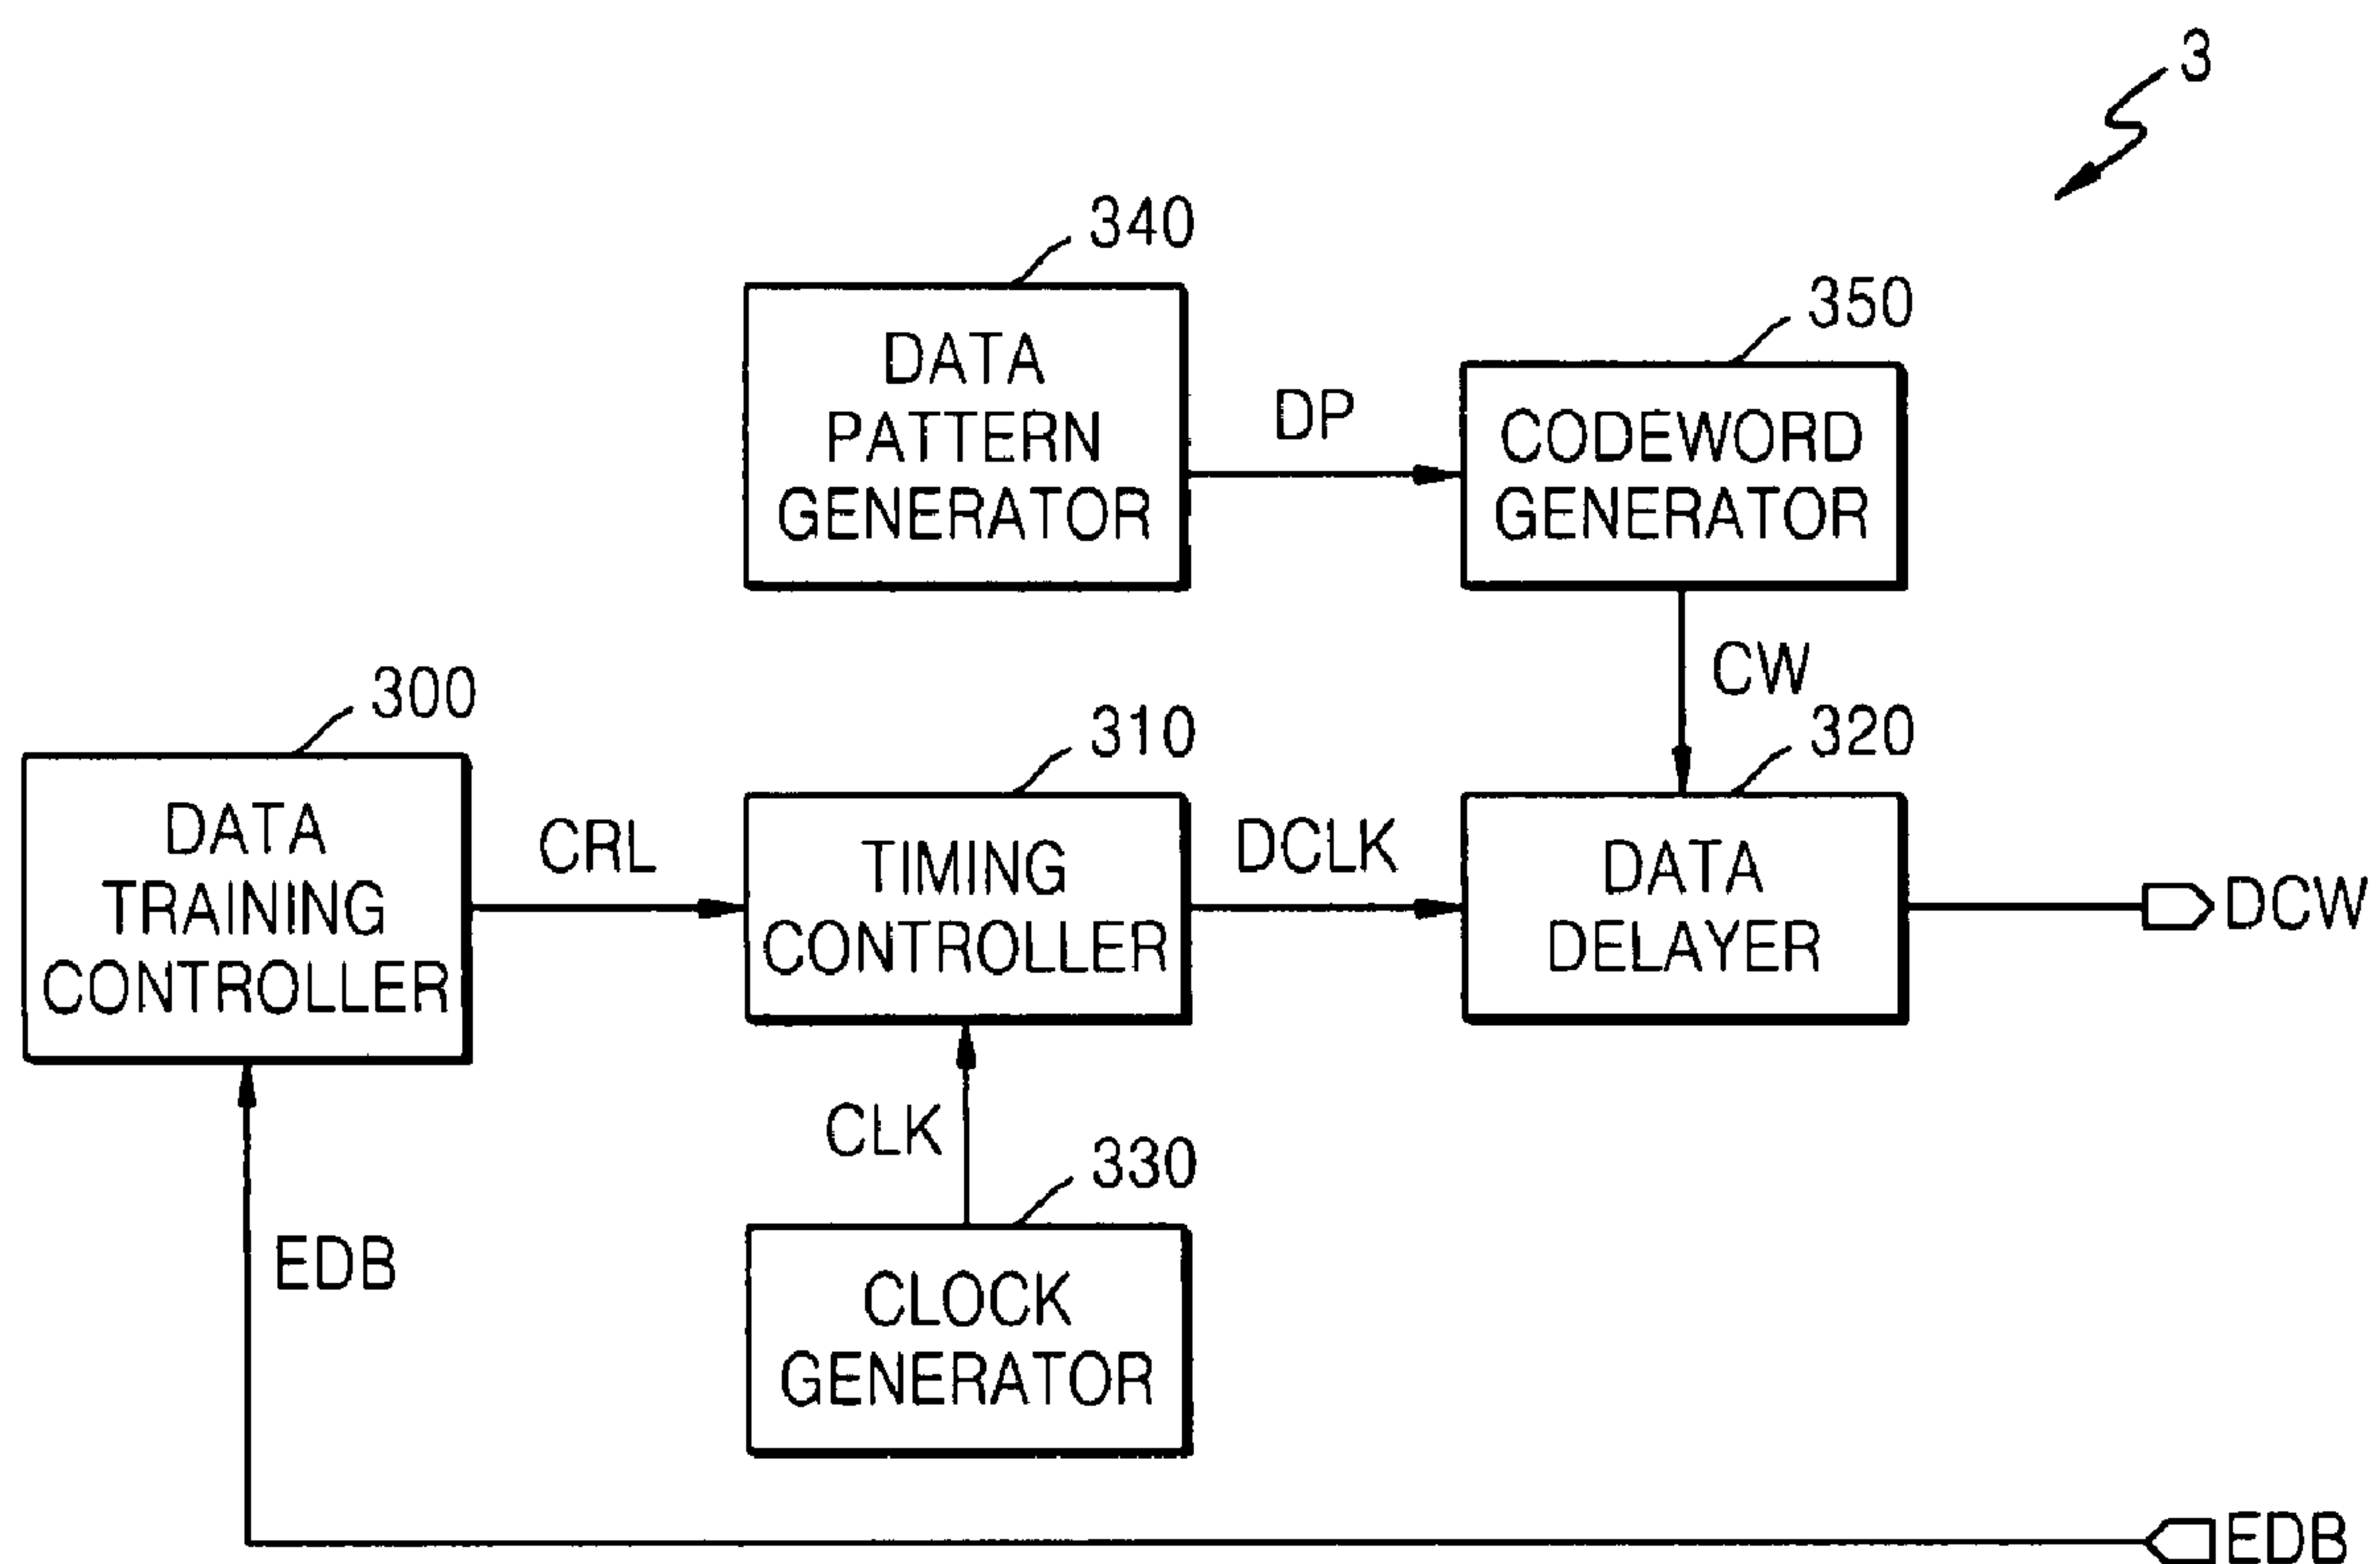 3
340
DATA
PATTERN
GENERATOR
DP
350
CODEWORD
GENERATOR
CW
300
DATA
TRAINING
CONTROLLER
CRL
310
TIMING
CONTROLLER
DCLK
320
DATA
DELAYER
DCW
CLK
330
CLOCK
GENERATOR
EDB
EDB